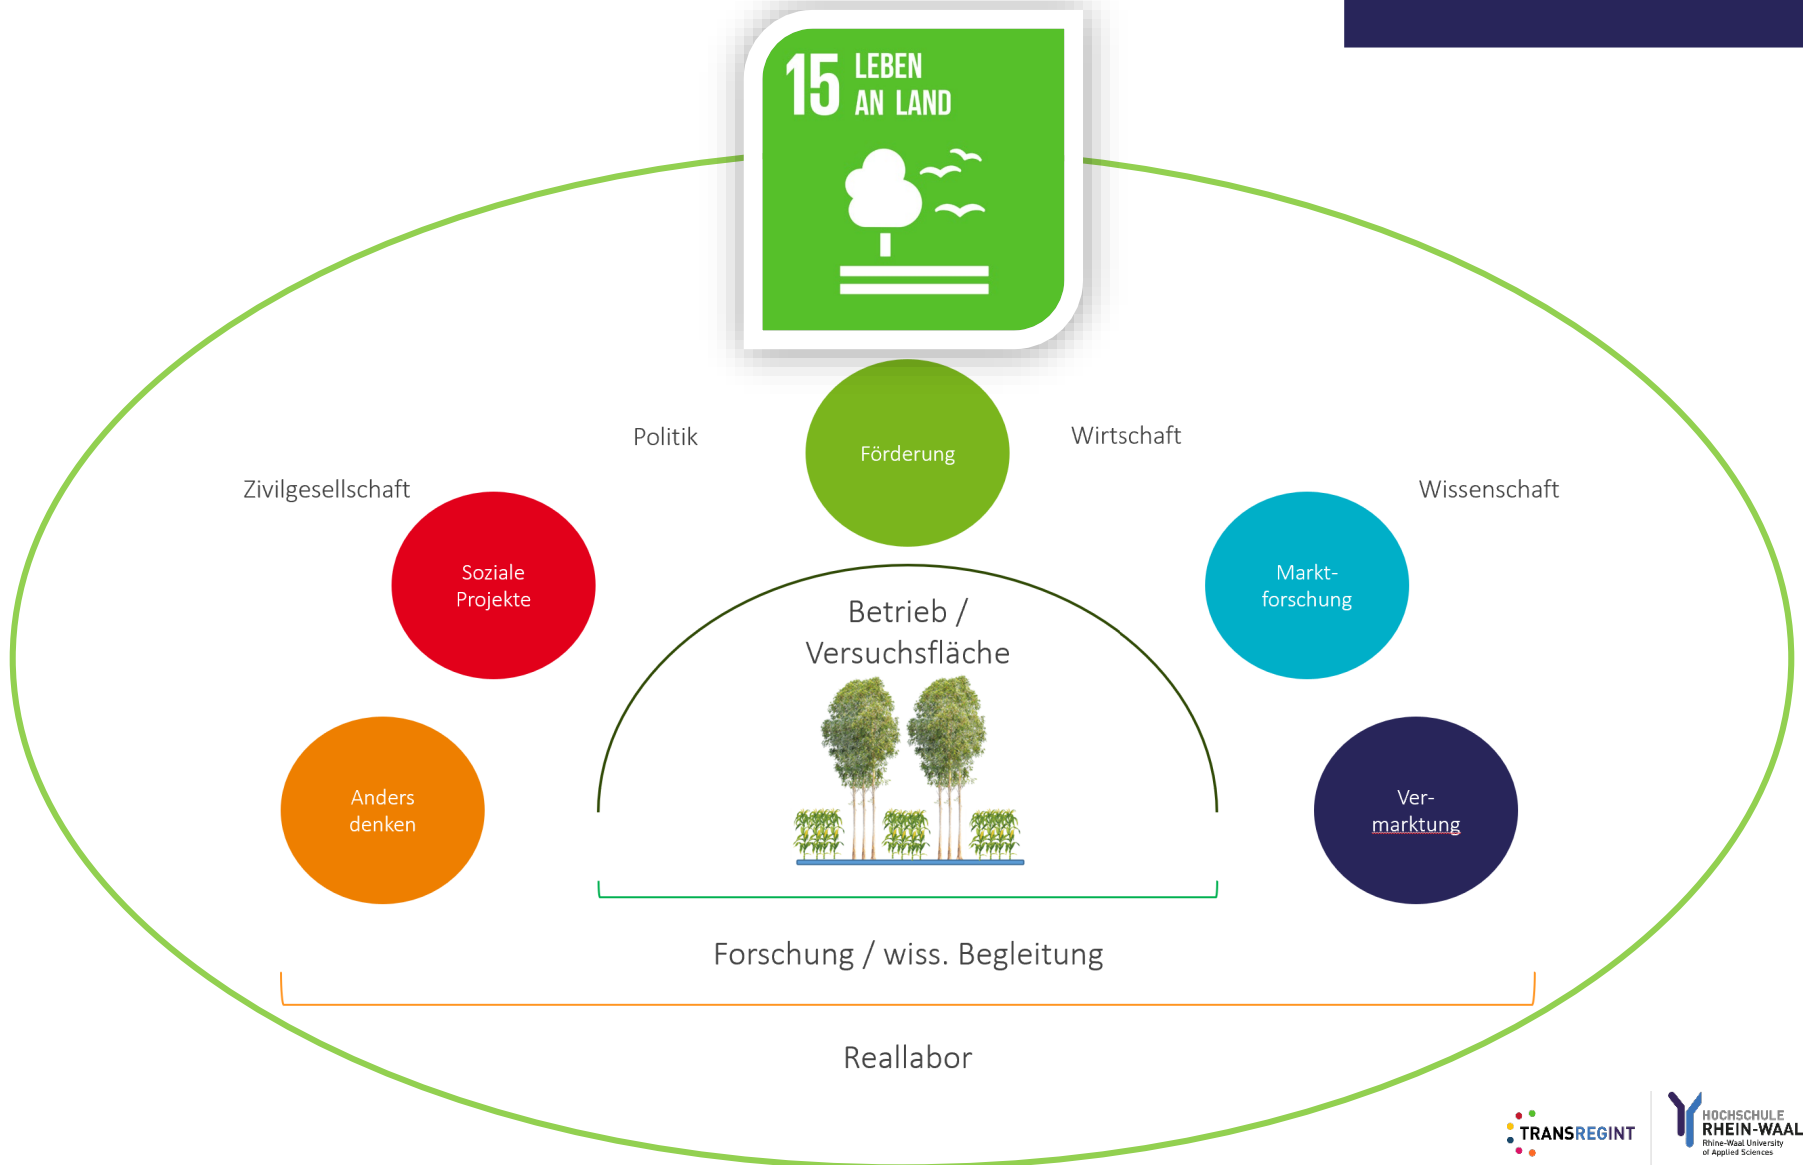 15 LEBEN
AN LAND
Politik
Förderung
Wirtschaft
Zivilgesellschaft
Wissenschaft
Soziale
Projekte
Markt-
forschung
Betrieb /
Versuchsfläche
Anders
denken
Ver-
marktung
Forschung / wiss. Begleitung
Reallabor
TRANSREGINT
HOCHSCHULE
RHEIN-WAAL
Rhine-Waal University
of Applied Sciences